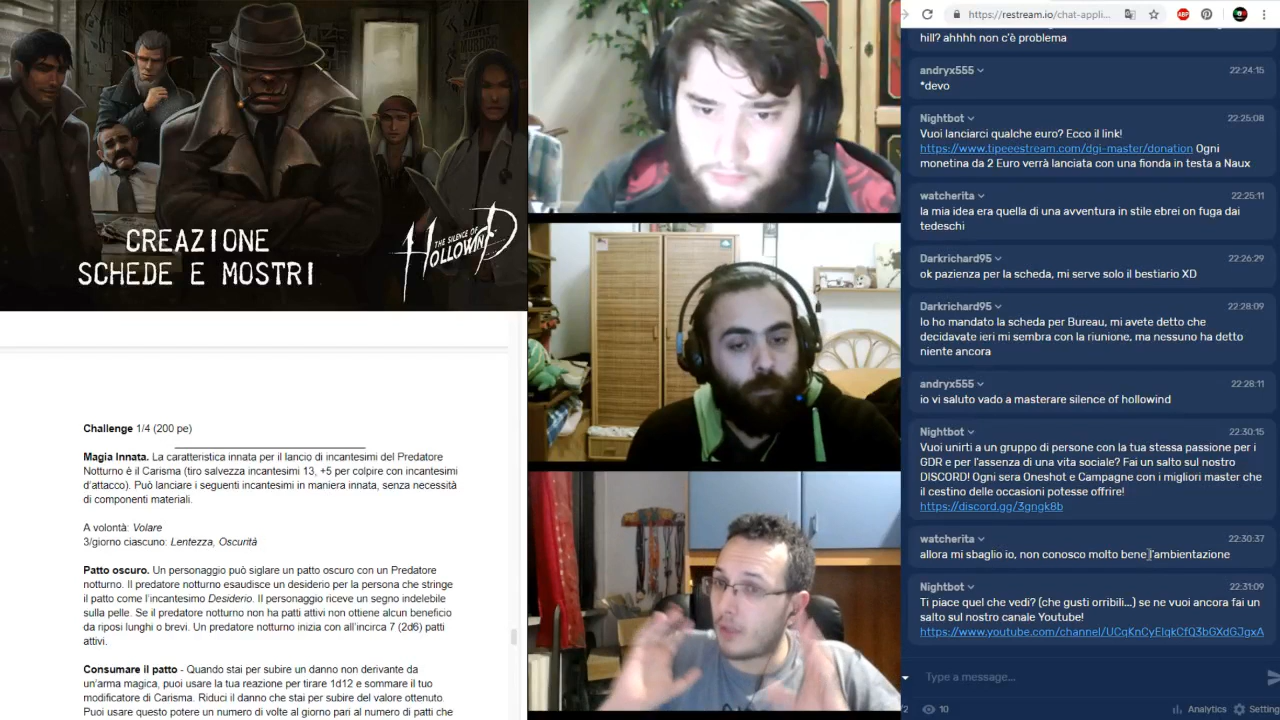 CREAZIONE
SCHEDE E MOSTRI
THE SILENCE OF
HOLLOWIND
Challenge 1/4 (200 pe)
Magia Innata. La caratteristica innata per il lancio di incantesimi del Predatore
Notturno è il Carisma (tiro salvezza incantesimi 13, +5 per colpire con incantesimi
d'attacco). Può lanciare i seguenti incantesimi in maniera innata, senza necessità
di componenti materiali.
A volontà: Volare
3/giorno ciascuno: Lentezza, Oscurità
Patto oscuro. Un personaggio può siglare un patto oscuro con un Predatore
notturno. Il predatore notturno esaudisce un desiderio per la persona che stringe
il patto come l'incantesimo Desiderio. Il personaggio riceve un segno indelebile
sulla pelle. Se il predatore notturno non ha patti attivi non ottiene alcun beneficio
da riposi lunghi o brevi. Un predatore notturno inizia con all'incirca 7 (2d6) patti
attivi.
Consumare il patto - Quando stai per subire un danno non derivante da
un'arma magica, puoi usare la tua reazione per tirare 1d12 e sommare il tuo
modificatore di Carisma. Riduci il danno che stai per subire del valore ottenuto.
Puoi usare questo potere un numero di volte al giorno pari al numero di patti che
https://restream.io/chat-appli...
hill? ahhhh non c'è problema
andryx555 22:24:15
*devo
Nightbot 22:25:08
Vuoi lanciarci qualche euro? Ecco il link!
https://www.tipeeestream.com/dgi-master/donation Ogni
monetina da 2 Euro verrà lanciata con una fionda in testa a Naux
watcherita 22:25:11
la mia idea era quella di una avventura in stile ebrei on fuga dai
tedeschi
Darkrichard95 22:26:29
ok pazienza per la scheda, mi serve solo il bestiario XD
Darkrichard95 22:28:09
Io ho mandato la scheda per Bureau, mi avete detto che
decidavate ieri mi sembra con la riunione, ma nessuno ha detto
niente ancora
andryx555 22:28:11
io vi saluto vado a masterare silence of hollowind
Nightbot 22:30:15
Vuoi unirti a un gruppo di persone con la tua stessa passione per i
GDR e per l'assenza di una vita sociale? Fai un salto sul nostro
DISCORD! Ogni sera Oneshot e Campagne con i migliori master che
il cestino delle occasioni potesse offrire!
https://discord.gg/3gngk8b
watcherita 22:30:37
allora mi sbaglio io, non conosco molto bene l'ambientazione
Nightbot 22:31:09
Ti piace quel che vedi? (che gusti orribili...) se ne vuoi ancora fai un
salto sul nostro canale Youtube!
https://www.youtube.com/channel/UCqKnCyElqkCfQ3bGXdGJgxA
Type a message...
10 Analytics Setting